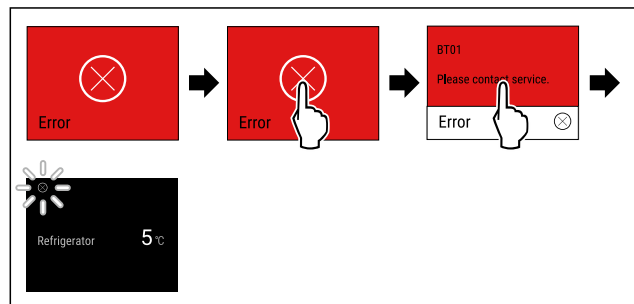 Error
Error
BT01
Please contact service.
Error
Refrigerator 5 °C